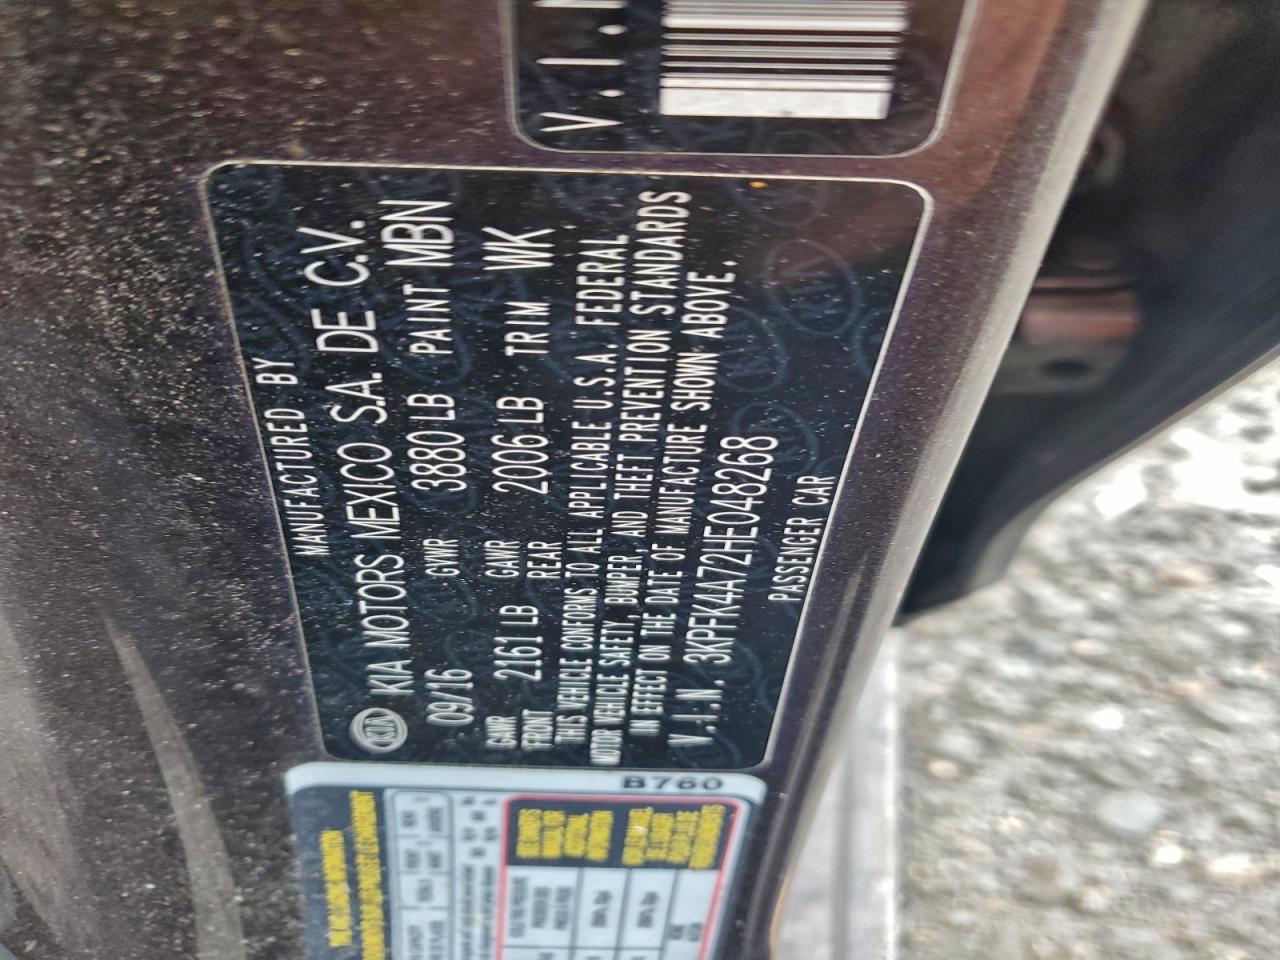 V.I.N
MANUFACTURED BY
KIA KIA MOTORS MEXICO S.A. DE C.V.
09/16 GVWR 3880 LB PAINT MBN
GAWR FRONT 2161 LB GAWR REAR 2006 LB TRIM WK
THIS VEHICLE CONFORMS TO ALL APPLICABLE U.S.A. FEDERAL
MOTOR VEHICLE SAFETY, BUMPER, AND THEFT PREVENTION STANDARDS
IN EFFECT ON THE DATE OF MANUFACTURE SHOWN ABOVE.
V.I.N. 3KPFK4A72HE048268
PASSENGER CAR
B760